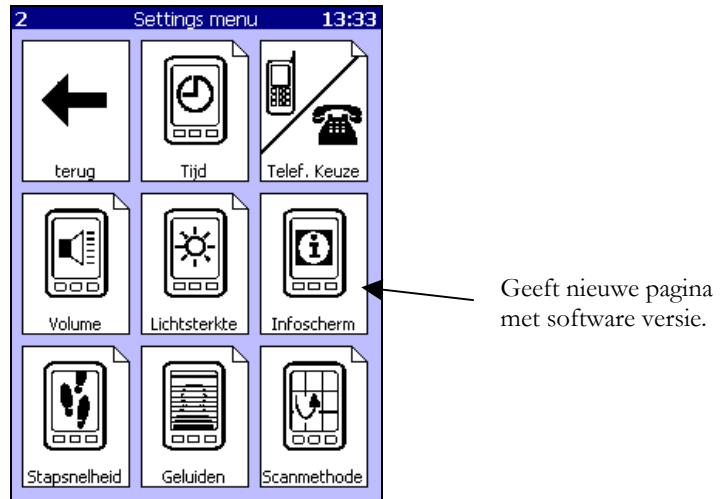 2 Settings menu 13:33
terug Tijd Telef. Keuze
Volume Lichtsterkte Infoscherm
Geeft nieuwe pagina
met software versie.
Stapsnelheid Geluiden Scanmethode